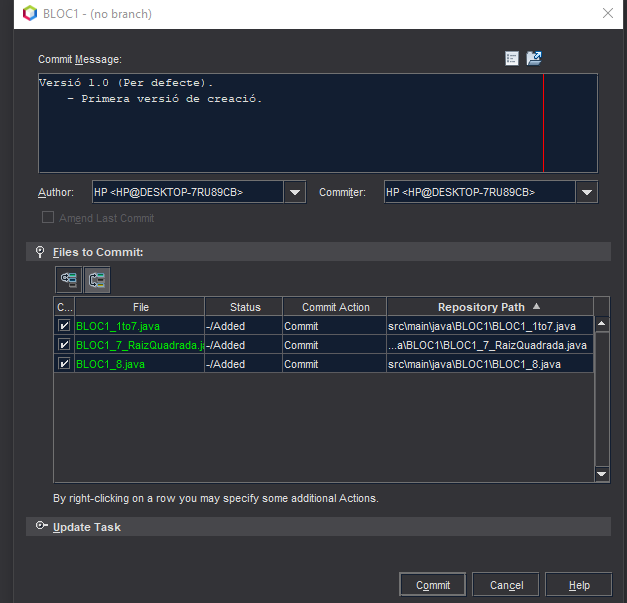 BLOC1 - (no branch)
Commit Message:
Versió 1.0 (Per defecte).
- Primera versió de creació.
Author: HP <HP@DESKTOP-7RU89CB> Commiter: HP <HP@DESKTOP-7RU89CB>
Amend Last Commit
Files to Commit:
C... File Status Commit Action Repository Path
BLOC1_1to7.java -/Added Commit src\main\java\BLOC1\BLOC1_1to7.java
BLOC1_7_RaizQuadrada.ja -/Added Commit ...a\BLOC1\BLOC1_7_RaizQuadrada.java
BLOC1_8.java -/Added Commit src\main\java\BLOC1\BLOC1_8.java
By right-clicking on a row you may specify some additional Actions.
Update Task
Commit Cancel Help